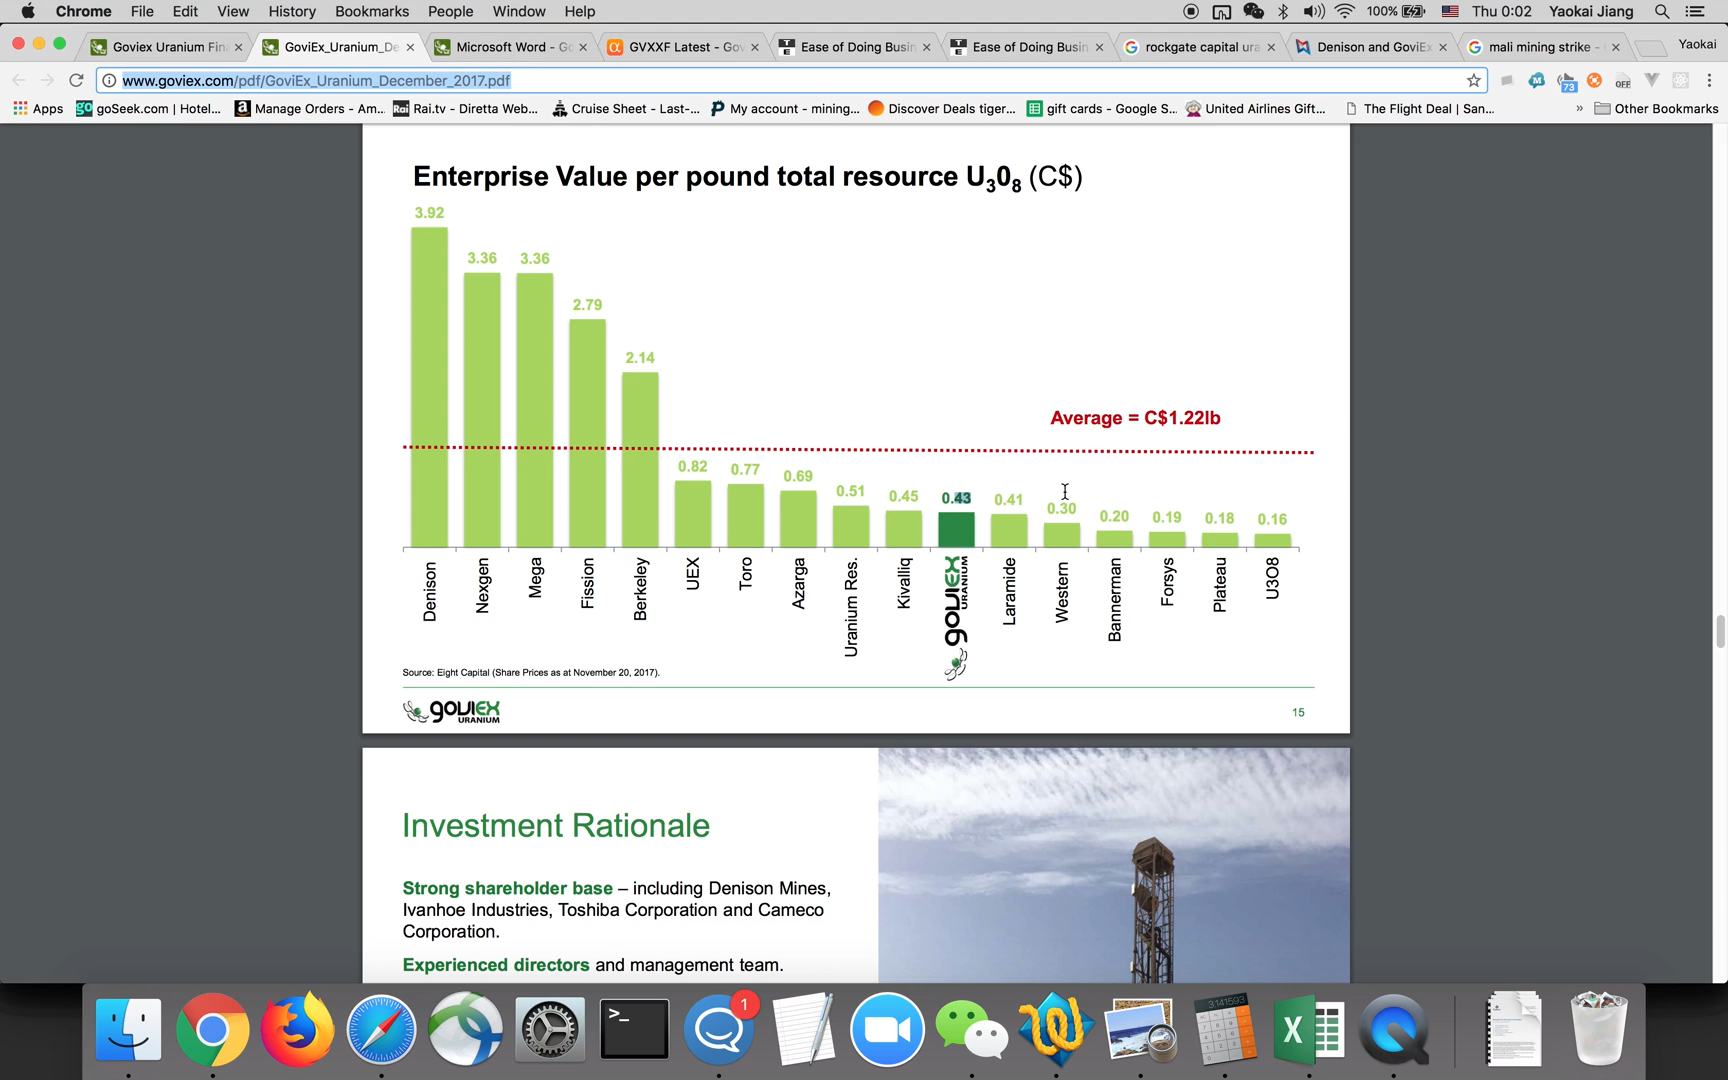 Chrome File Edit View History Bookmarks People Window Help 100% Thu 0:02 Yaokai Jiang
Goviex Uranium Fin GoviEx_Uranium_De Microsoft Word - Go GVXXF Latest - Gov Ease of Doing Busin Ease of Doing Busin rockgate capital ura Denison and GoviEx mali mining strike - Yaokai
www.goviex.com/pdf/GoviEx_Uranium_December_2017.pdf 73 OFF
Apps goSeek.com | Hotel... Manage Orders - Am... Rai.tv - Diretta Web... Cruise Sheet - Last-... My account - mining... Discover Deals tiger... gift cards - Google S... United Airlines Gift... The Flight Deal | San... » Other Bookmarks
Enterprise Value per pound total resource U₃0₈ (C$)
3.92
3.36
3.36
2.79
2.14
Average = C$1.22lb
0.82
0.77
0.69
0.51
0.45
0.43
0.41
0.30
0.20
0.19
0.18
0.16
Denison
Nexgen
Mega
Fission
Berkeley
UEX
Toro
Azarga
Uranium Res.
Kivalliq
GOVIEX
URANIUM
Laramide
Western
Bannerman
Forsys
Plateau
U3O8
Source: Eight Capital (Share Prices as at November 20, 2017).
GOVIEX
URANIUM
15
Investment Rationale
Strong shareholder base – including Denison Mines,
Ivanhoe Industries, Toshiba Corporation and Cameco
Corporation.
Experienced directors and management team.
>_
1
3.141593